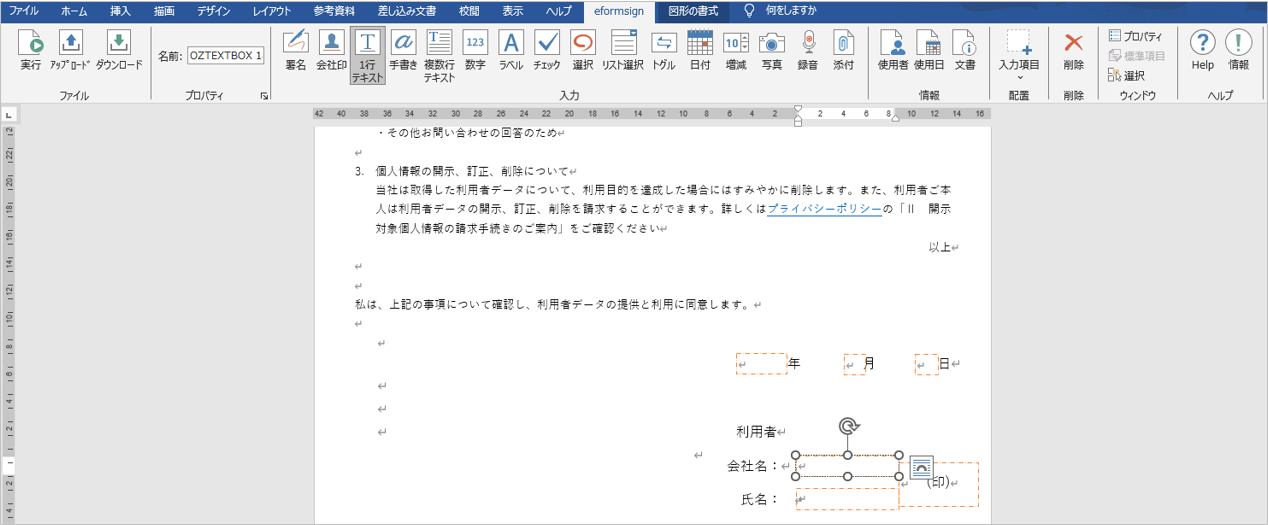 ファイル ホーム 挿入 描画 デザイン レイアウト 参考資料 差し込み文書 校閲 表示 ヘルプ eformsign 図形の書式 何をしますか
実行 アップロード ダウンロード
ファイル
名前: OZTEXTBOX 1
プロパティ
署名 会社印 1行テキスト 手書き 複数行テキスト 数字 ラベル チェック 選択 リスト選択 トグル 日付 増減 写真 録音 添付
123
10
入力
使用者 使用日 文書
情報
入力項目
配置
削除
削除
プロパティ
標準項目
選択
ウィンドウ
Help 情報
ヘルプ
42 40 38 36 34 32 30 28 26 24 22 20 18 16 14 12 10 8 6 4 2 2 4 6 8 10 12 14 16
・その他お問い合わせの回答のため
3. 個人情報の開示、訂正、削除について
当社は取得した利用者データについて、利用目的を達成した場合にはすみやかに削除します。また、利用者ご本
人は利用者データの開示、訂正、削除を請求することができます。詳しくはプライバシーポリシーの「Ⅱ 開示
対象個人情報の請求手続きのご案内」をご確認ください
以上
私は、上記の事項について確認し、利用者データの提供と利用に同意します。
年 月 日
利用者
会社名：
(印)
氏名：